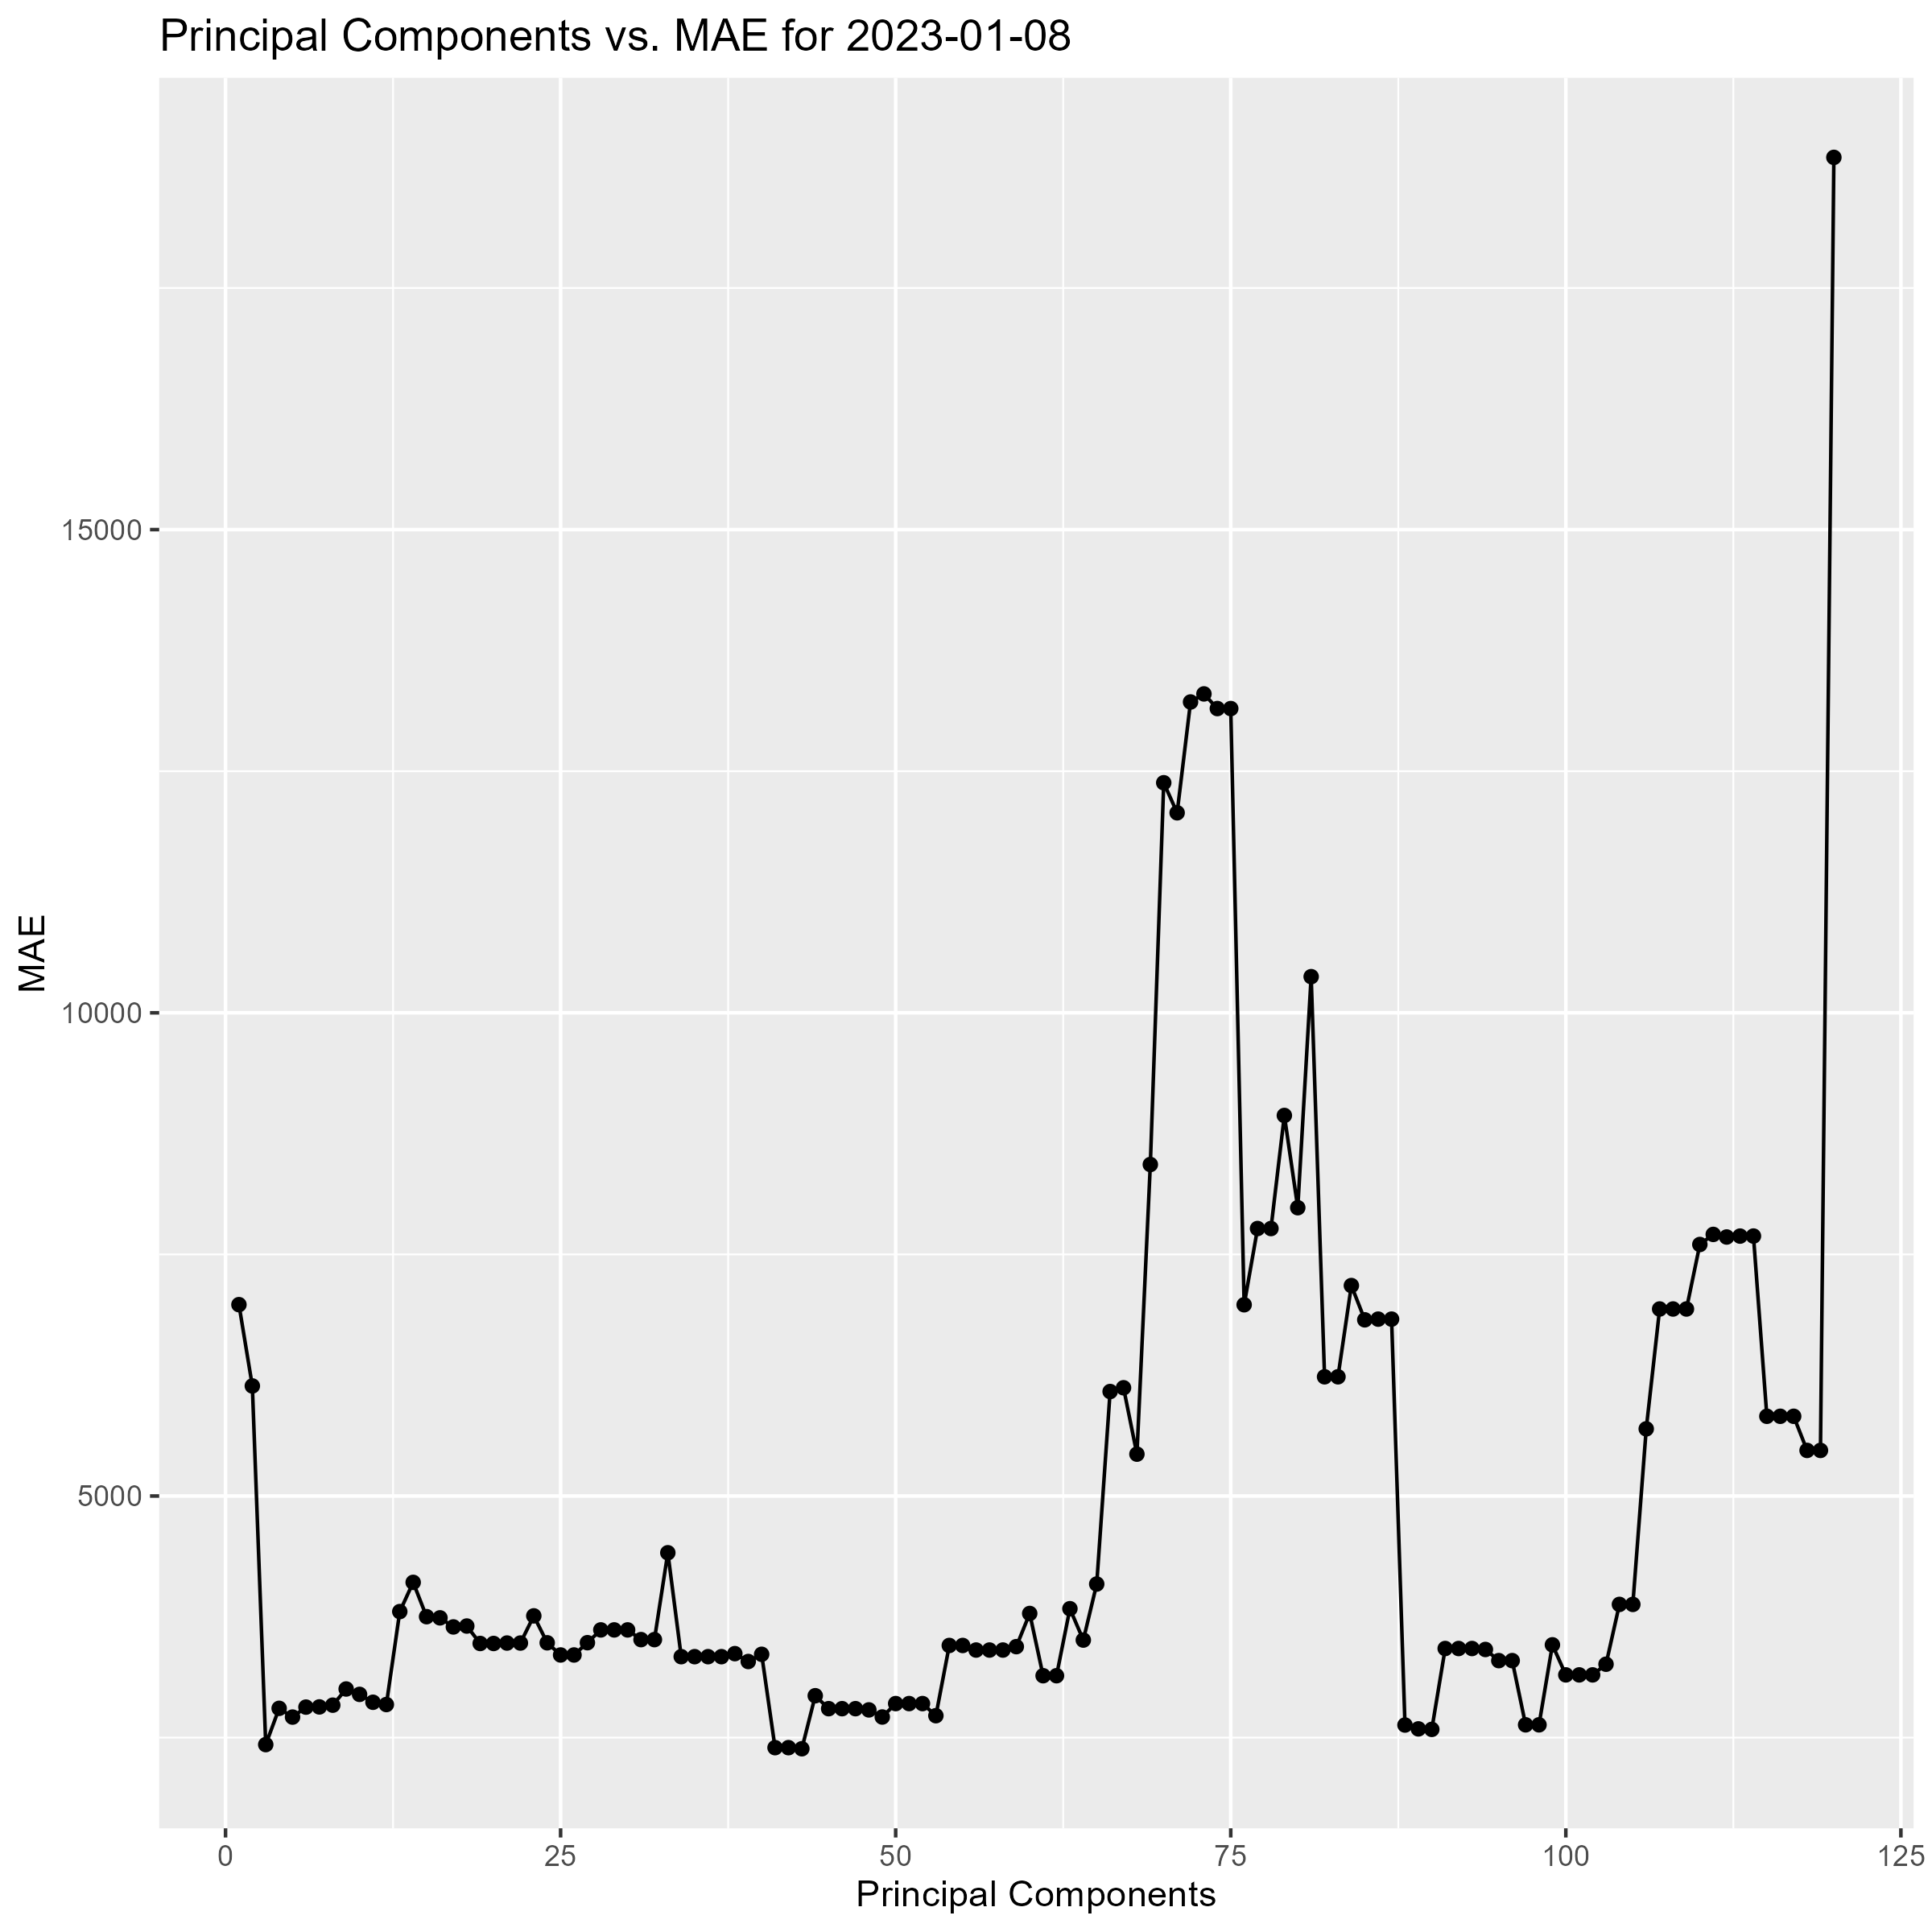 Principal Components vs. MAE for 2023-01-08
MAE
15000
10000
5000
0 25 50 75 100 125
Principal Components